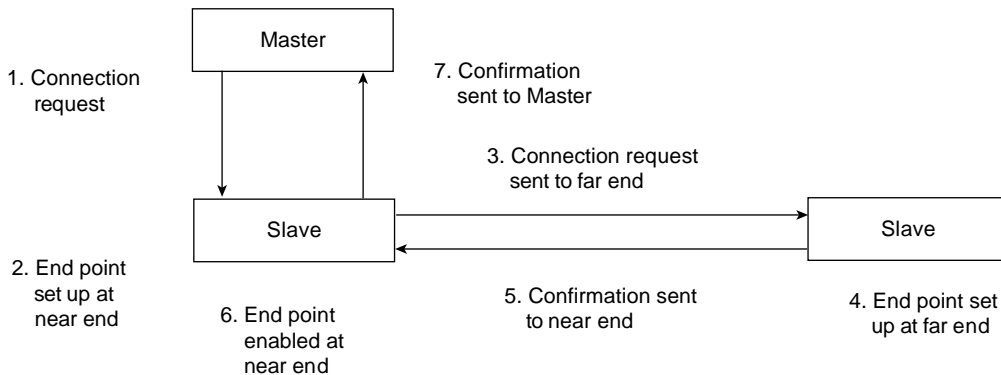 Master
1. Connection
request
7. Confirmation
sent to Master
3. Connection request
sent to far end
Slave
Slave
2. End point
set up at
near end
6. End point
enabled at
near end
5. Confirmation sent
to near end
4. End point set
up at far end